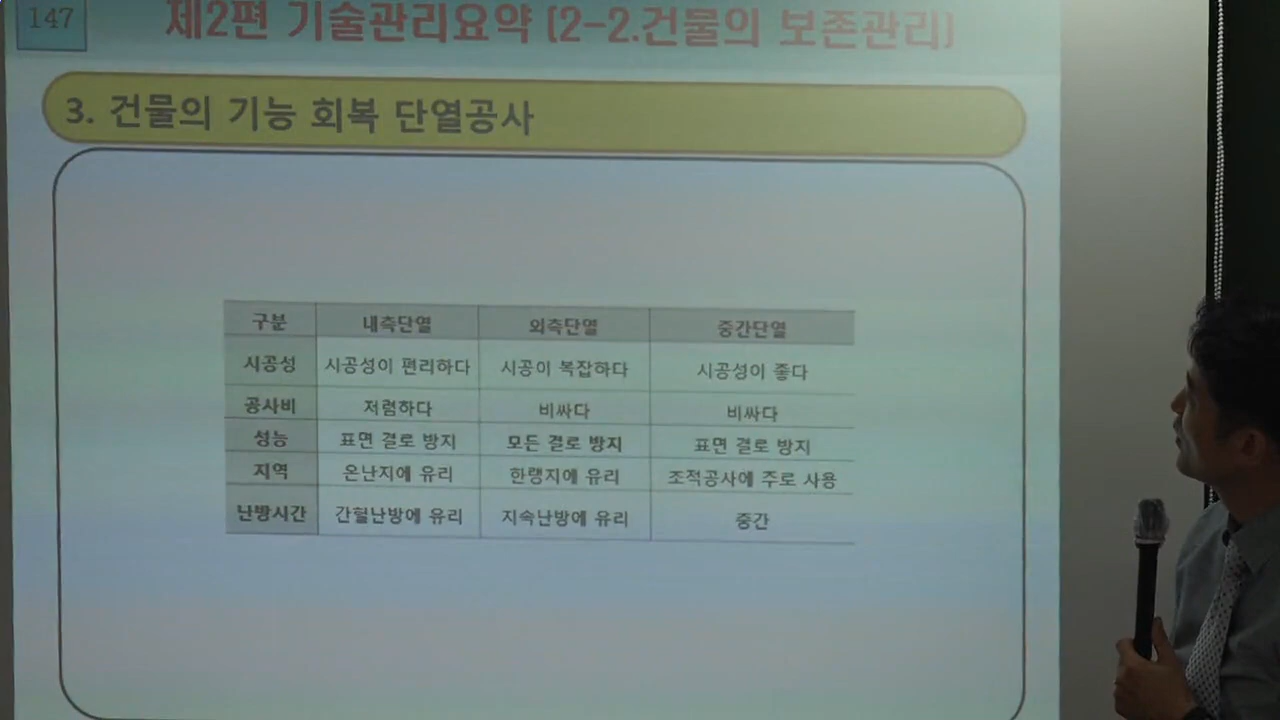 147
제2편 기술관리요약 (2-2.건물의 보존관리)
3. 건물의 기능 회복 단열공사
구분 내측단열 외측단열 중간단열
시공성 시공성이 편리하다 시공이 복잡하다 시공성이 좋다
공사비 저렴하다 비싸다 비싸다
성능 표면 결로 방지 모든 결로 방지 표면 결로 방지
지역 온난지에 유리 한랭지에 유리 조적공사에 주로 사용
난방시간 간헐난방에 유리 지속난방에 유리 중간